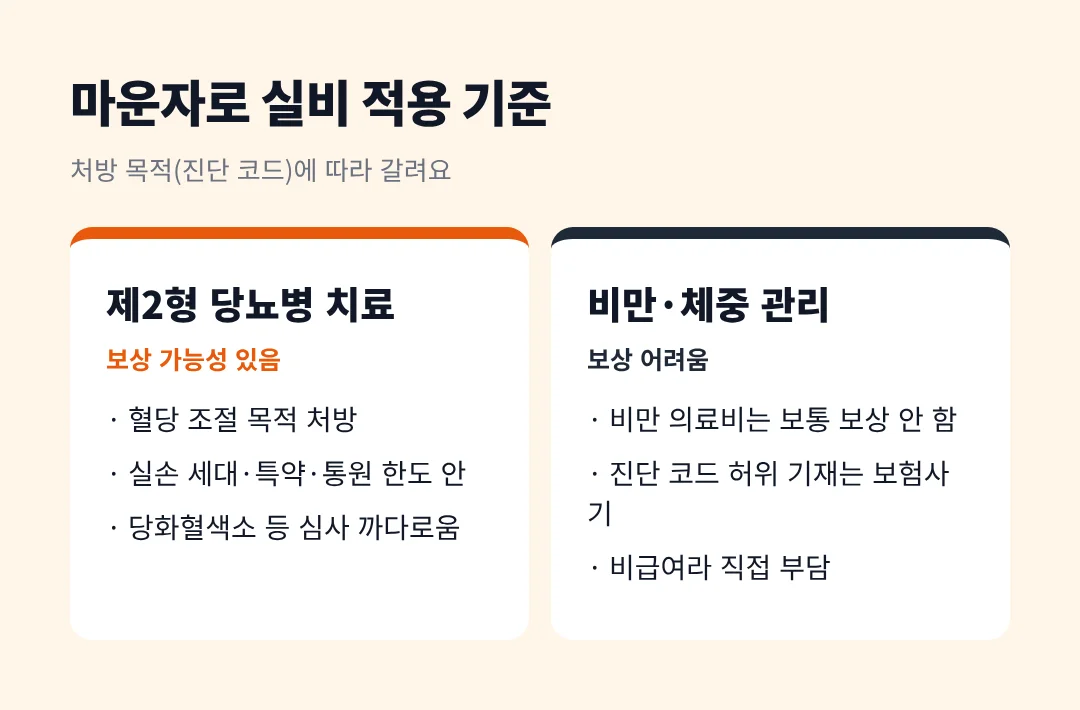 마운자로 실비 적용 기준
처방 목적(진단 코드)에 따라 갈려요
제2형 당뇨병 치료
보상 가능성 있음
· 혈당 조절 목적 처방
· 실손 세대·특약·통원 한도 안
· 당화혈색소 등 심사 까다로움
비만·체중 관리
보상 어려움
· 비만 의료비는 보통 보상 안 함
· 진단 코드 허위 기재는 보험사
기
· 비급여라 직접 부담